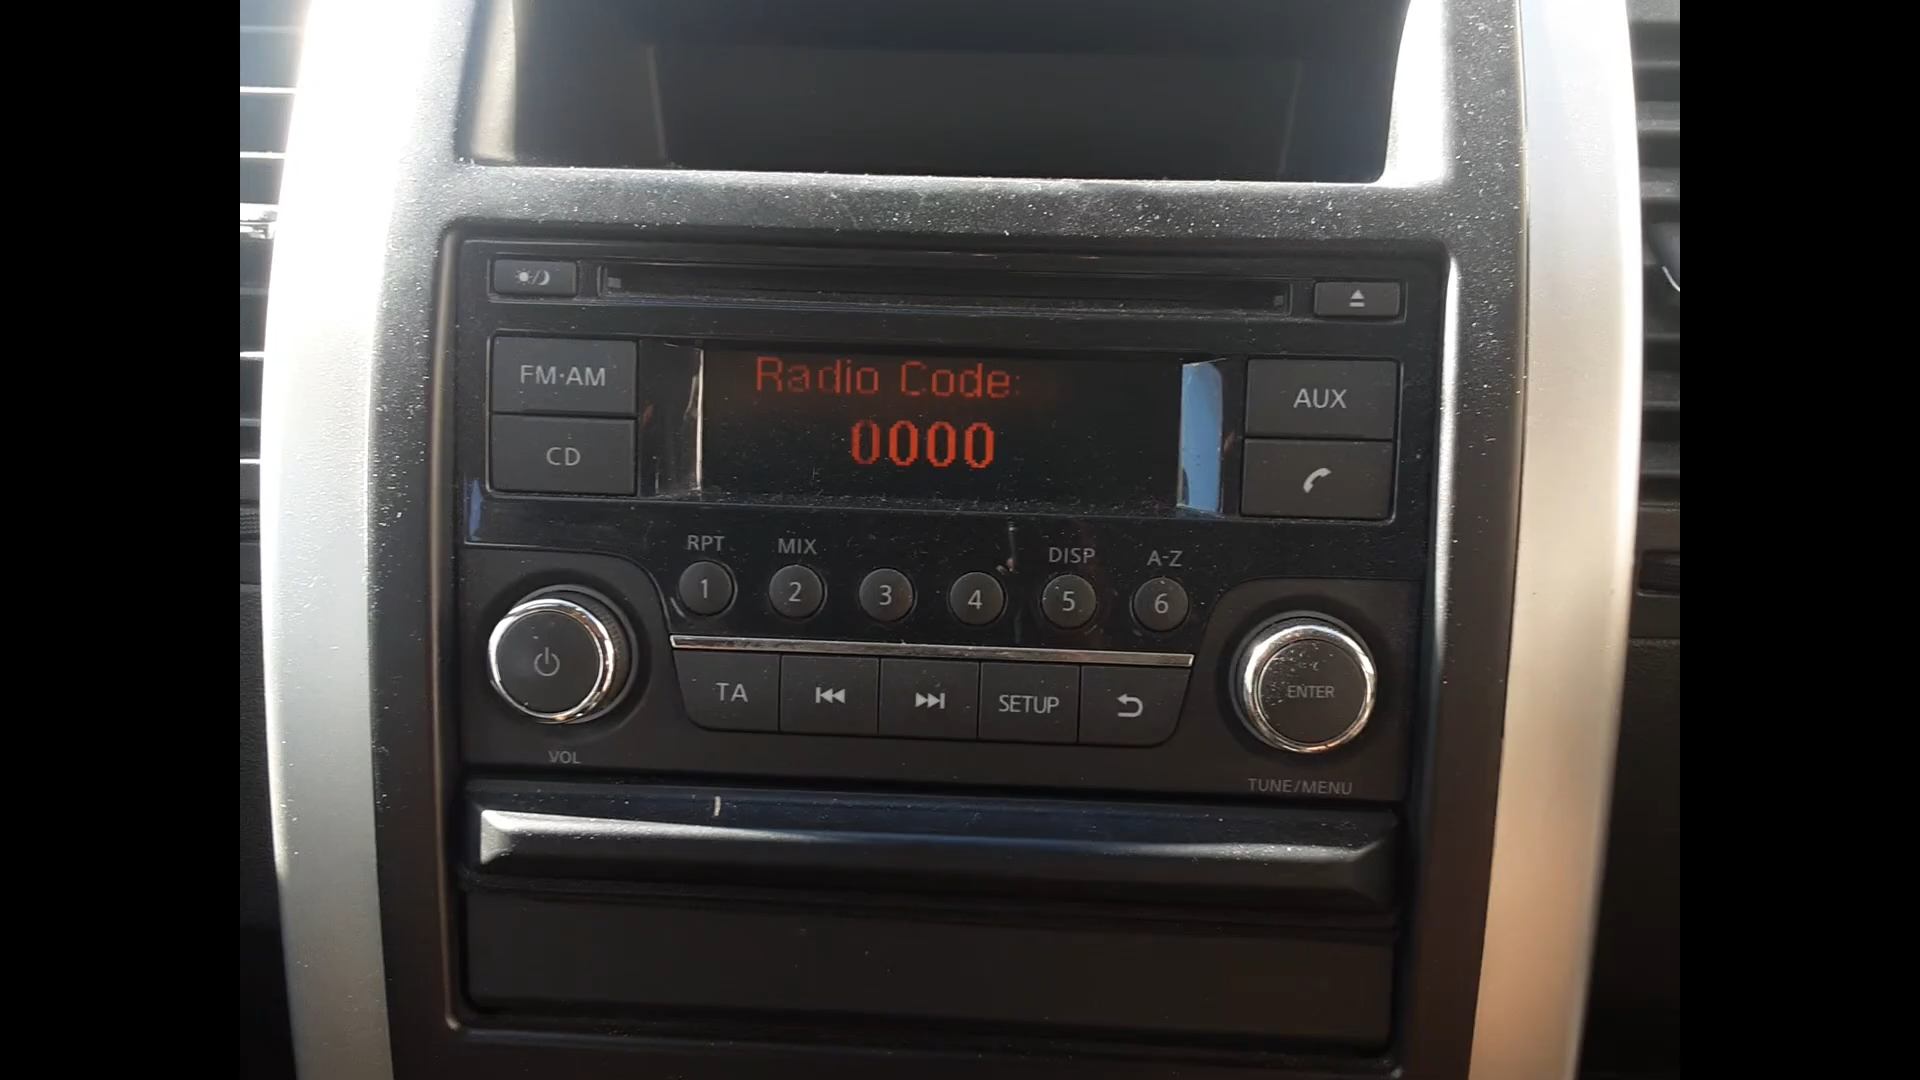 FM·AM
CD
Radio Code:
0000
AUX
RPT
MIX
DISP
A-Z
1
2
3
4
5
6
TA
SETUP
ENTER
VOL
TUNE/MENU